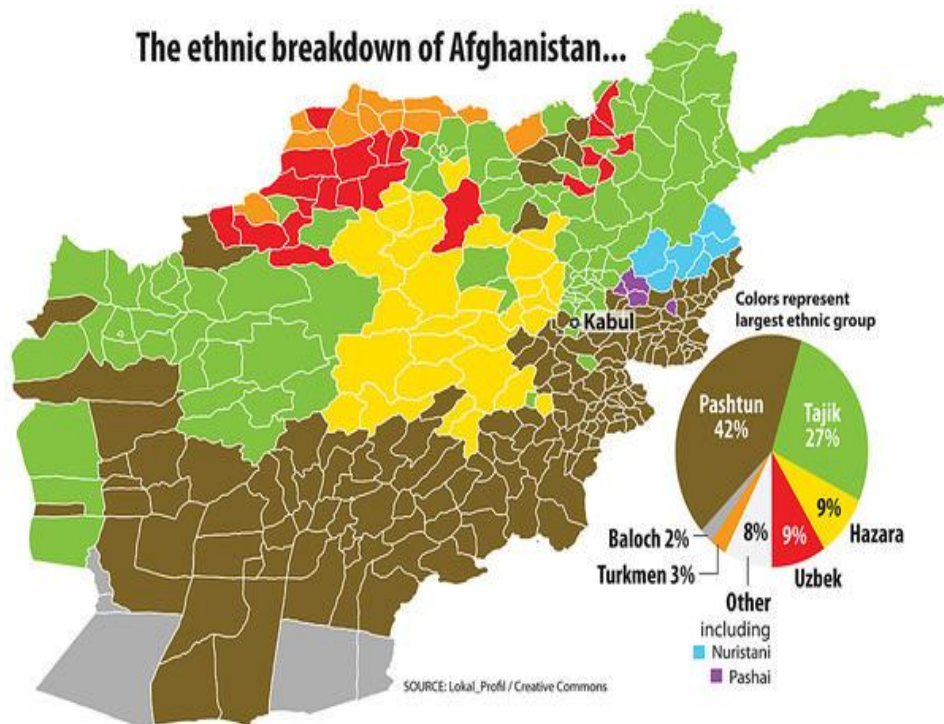 The ethnic breakdown of Afghanistan...
Kabul
Colors represent
largest ethnic group
Pashtun
42%
Tajik
27%
9%
Hazara
9%
Uzbek
8%
Other
including
Nuristani
Pashai
Baloch 2%
Turkmen 3%
SOURCE: Lokal_Profil / Creative Commons